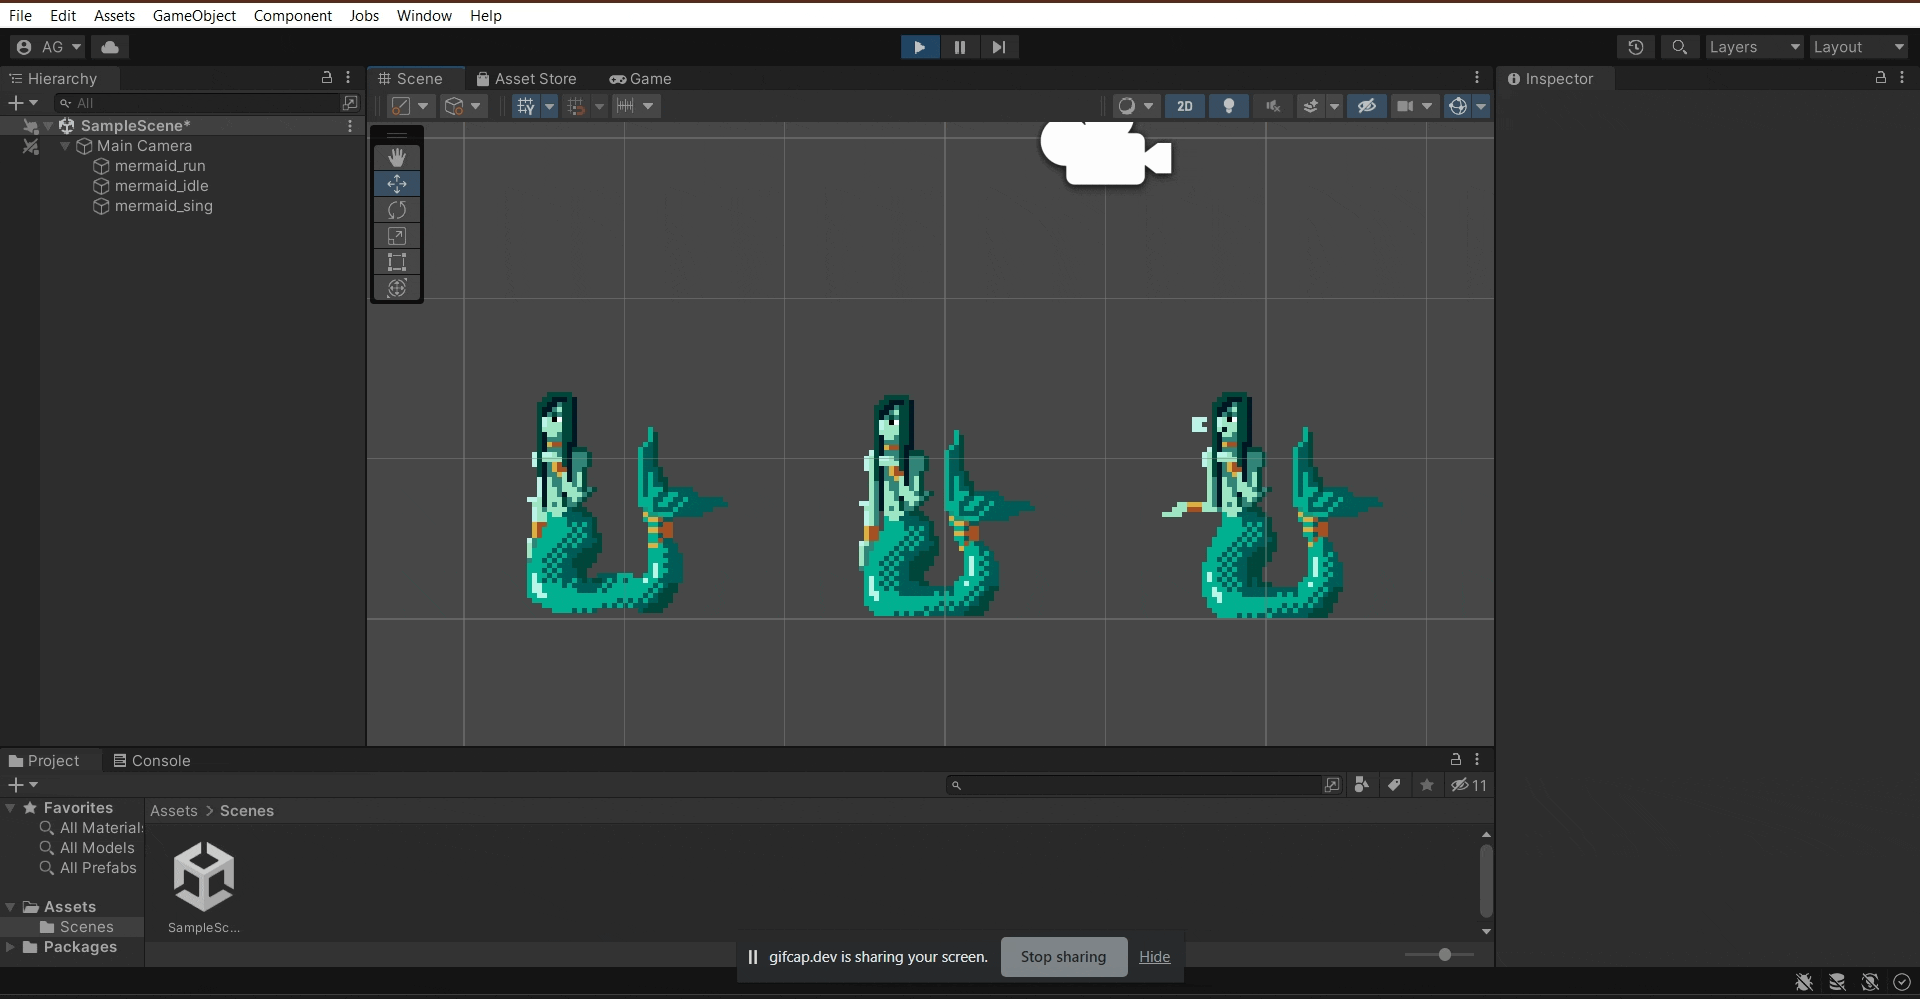 File Edit Assets GameObject Component Jobs Window Help
AG Layers Layout
Hierarchy
All
SampleScene*
Main Camera
mermaid_run
mermaid_idle
mermaid_sing
Scene Asset Store Game
2D
Inspector
Project Console
11
Favorites
All Materials
All Models
All Prefabs
Assets
Scenes
Packages
Assets > Scenes
SampleSc...
gifcap.dev is sharing your screen. Stop sharing Hide